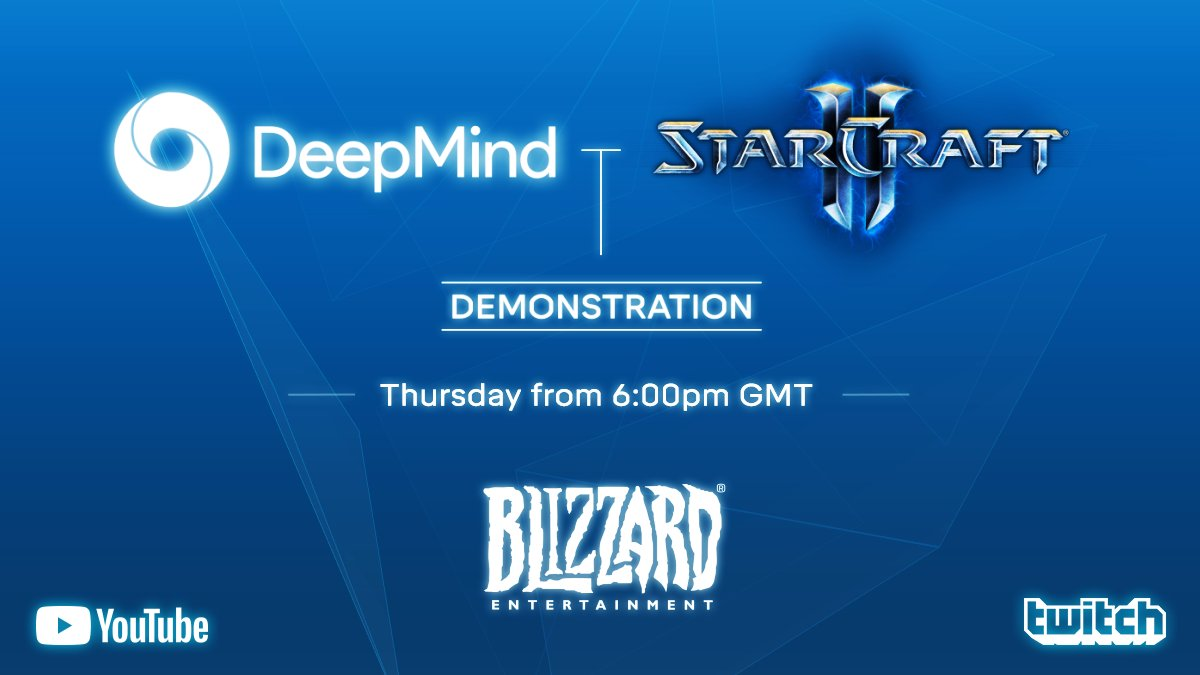 DeepMind
STARCRAFT®
II
DEMONSTRATION
Thursday from 6:00pm GMT
BLIZZARD®
ENTERTAINMENT
YouTube
twitch